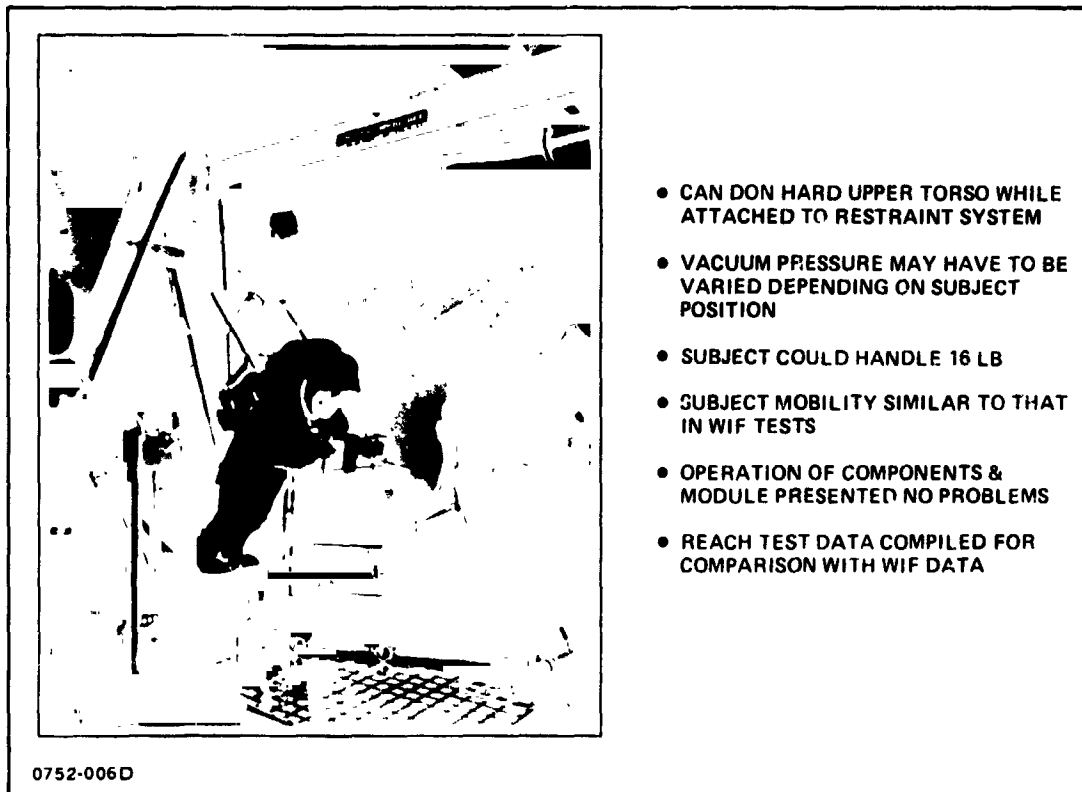 • CAN DON HARD UPPER TORSO WHILE
ATTACHED TO RESTRAINT SYSTEM
• VACUUM PRESSURE MAY HAVE TO BE
VARIED DEPENDING ON SUBJECT
POSITION
• SUBJECT COULD HANDLE 16 LB
• SUBJECT MOBILITY SIMILAR TO THAT
IN WIF TESTS
• OPERATION OF COMPONENTS &
MODULE PRESENTED NO PROBLEMS
• REACH TEST DATA COMPILED FOR
COMPARISON WITH WIF DATA
0752-006D